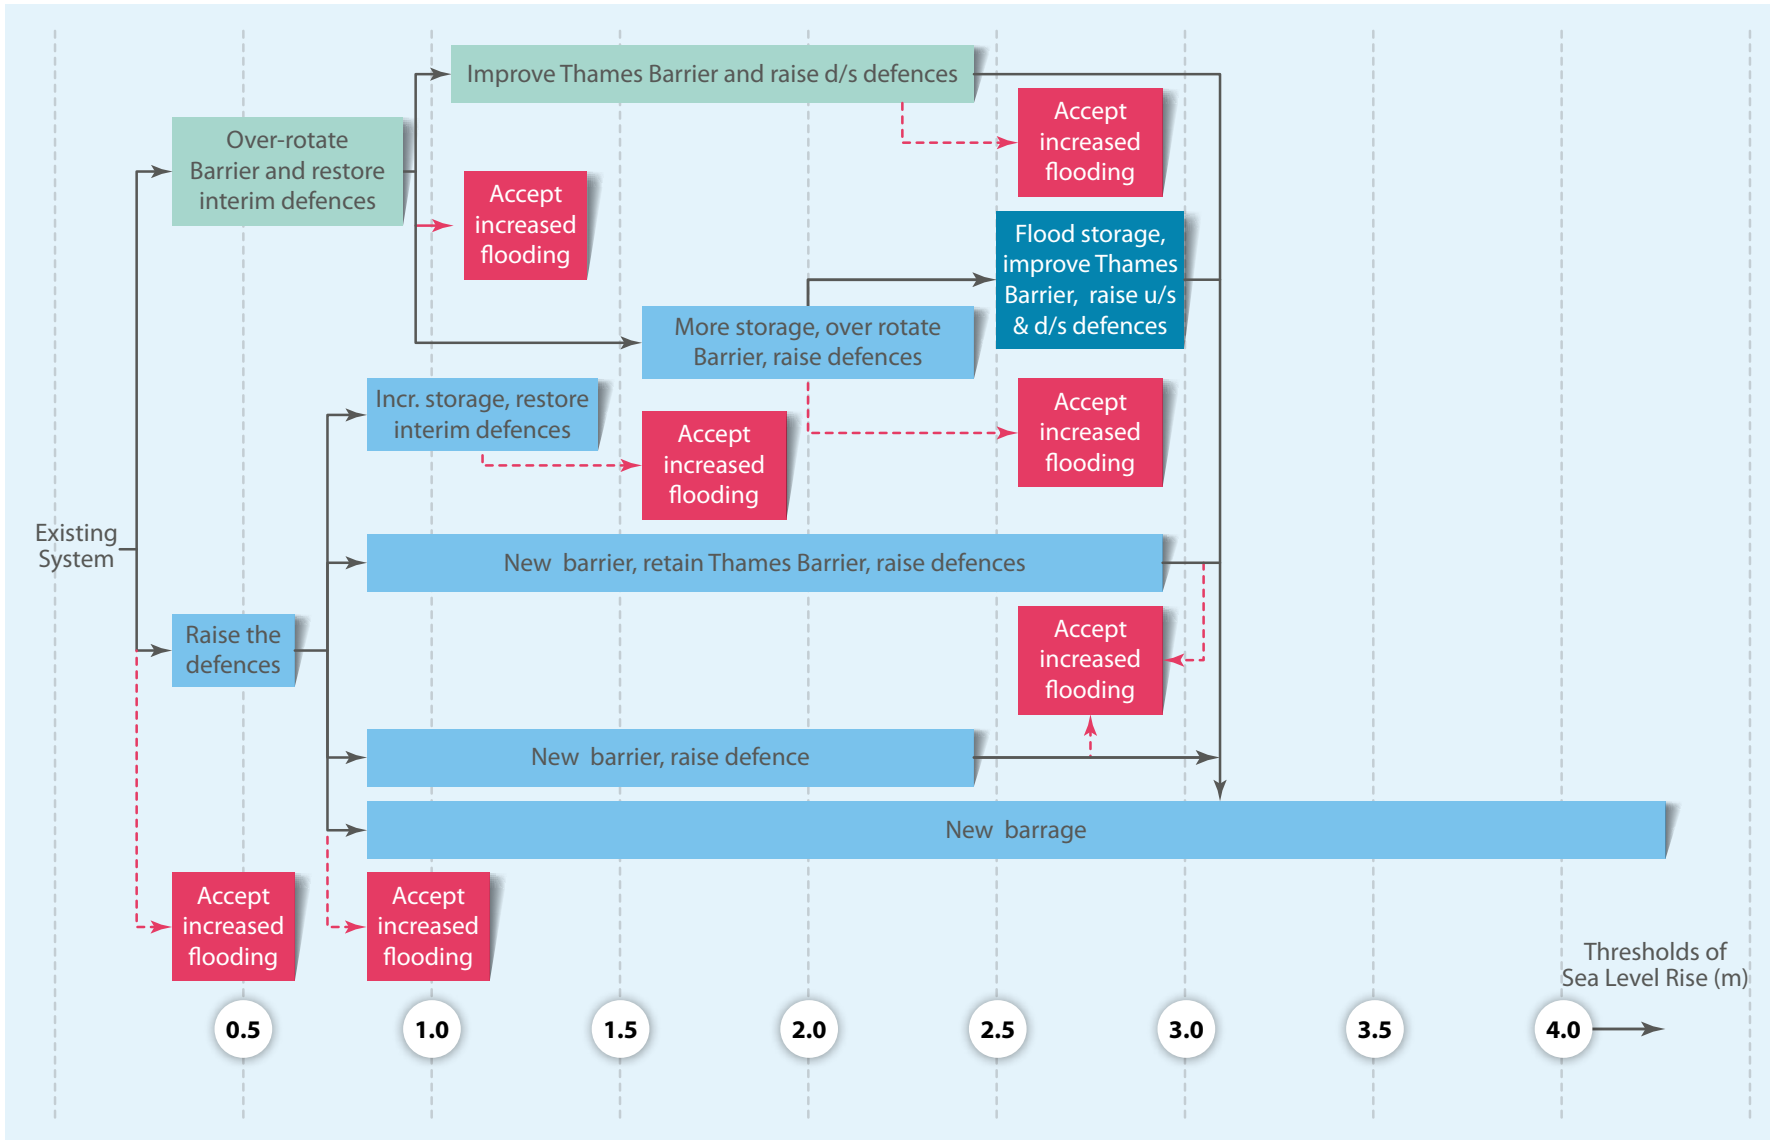 Improve Thames Barrier and raise d/s defences
Accept
increased
flooding
Over-rotate
Barrier and restore
interim defences
Accept
increased
flooding
Flood storage,
improve Thames
Barrier, raise u/s
& d/s defences
More storage, over rotate
Barrier, raise defences
Incr. storage, restore
interim defences
Accept
increased
flooding
Accept
increased
flooding
Existing
System
New barrier, retain Thames Barrier, raise defences
Raise the
defences
Accept
increased
flooding
New barrier, raise defence
New barrage
Accept
increased
flooding
Accept
increased
flooding
Thresholds of
Sea Level Rise (m)
0.5 1.0 1.5 2.0 2.5 3.0 3.5 4.0